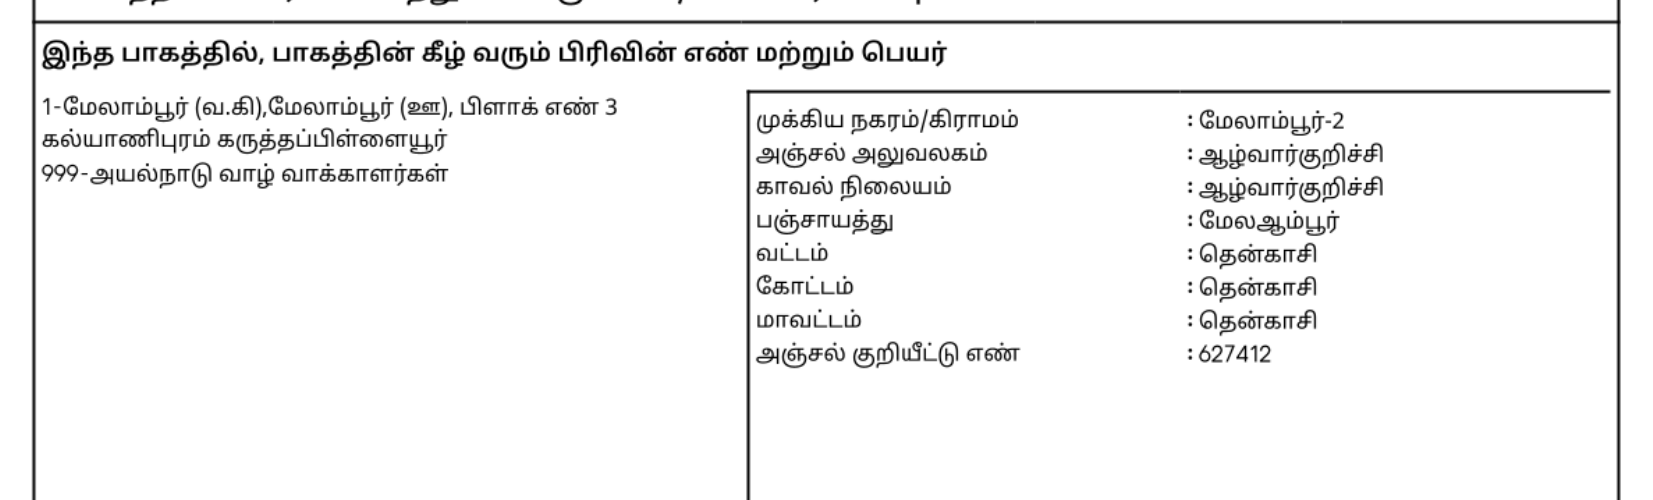 இந்த பாகத்தில், பாகத்தின் கீழ் வரும் பிரிவின் எண் மற்றும் பெயர்
1-மேலாம்பூர் (வ.கி),மேலாம்பூர் (ஊ), பிளாக் எண் 3
கல்யாணிபுரம் கருத்தப்பிள்ளையூர்
999-அயல்நாடு வாழ் வாக்காளர்கள்
முக்கிய நகரம்/கிராமம் : மேலாம்பூர்-2
அஞ்சல் அலுவலகம் : ஆழ்வார்குறிச்சி
காவல் நிலையம் : ஆழ்வார்குறிச்சி
பஞ்சாயத்து : மேலஆம்பூர்
வட்டம் : தென்காசி
கோட்டம் : தென்காசி
மாவட்டம் : தென்காசி
அஞ்சல் குறியீட்டு எண் : 627412